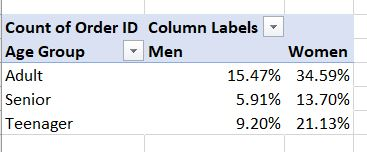 Count of Order ID Column Labels
Age Group Men Women
Adult 15.47% 34.59%
Senior 5.91% 13.70%
Teenager 9.20% 21.13%